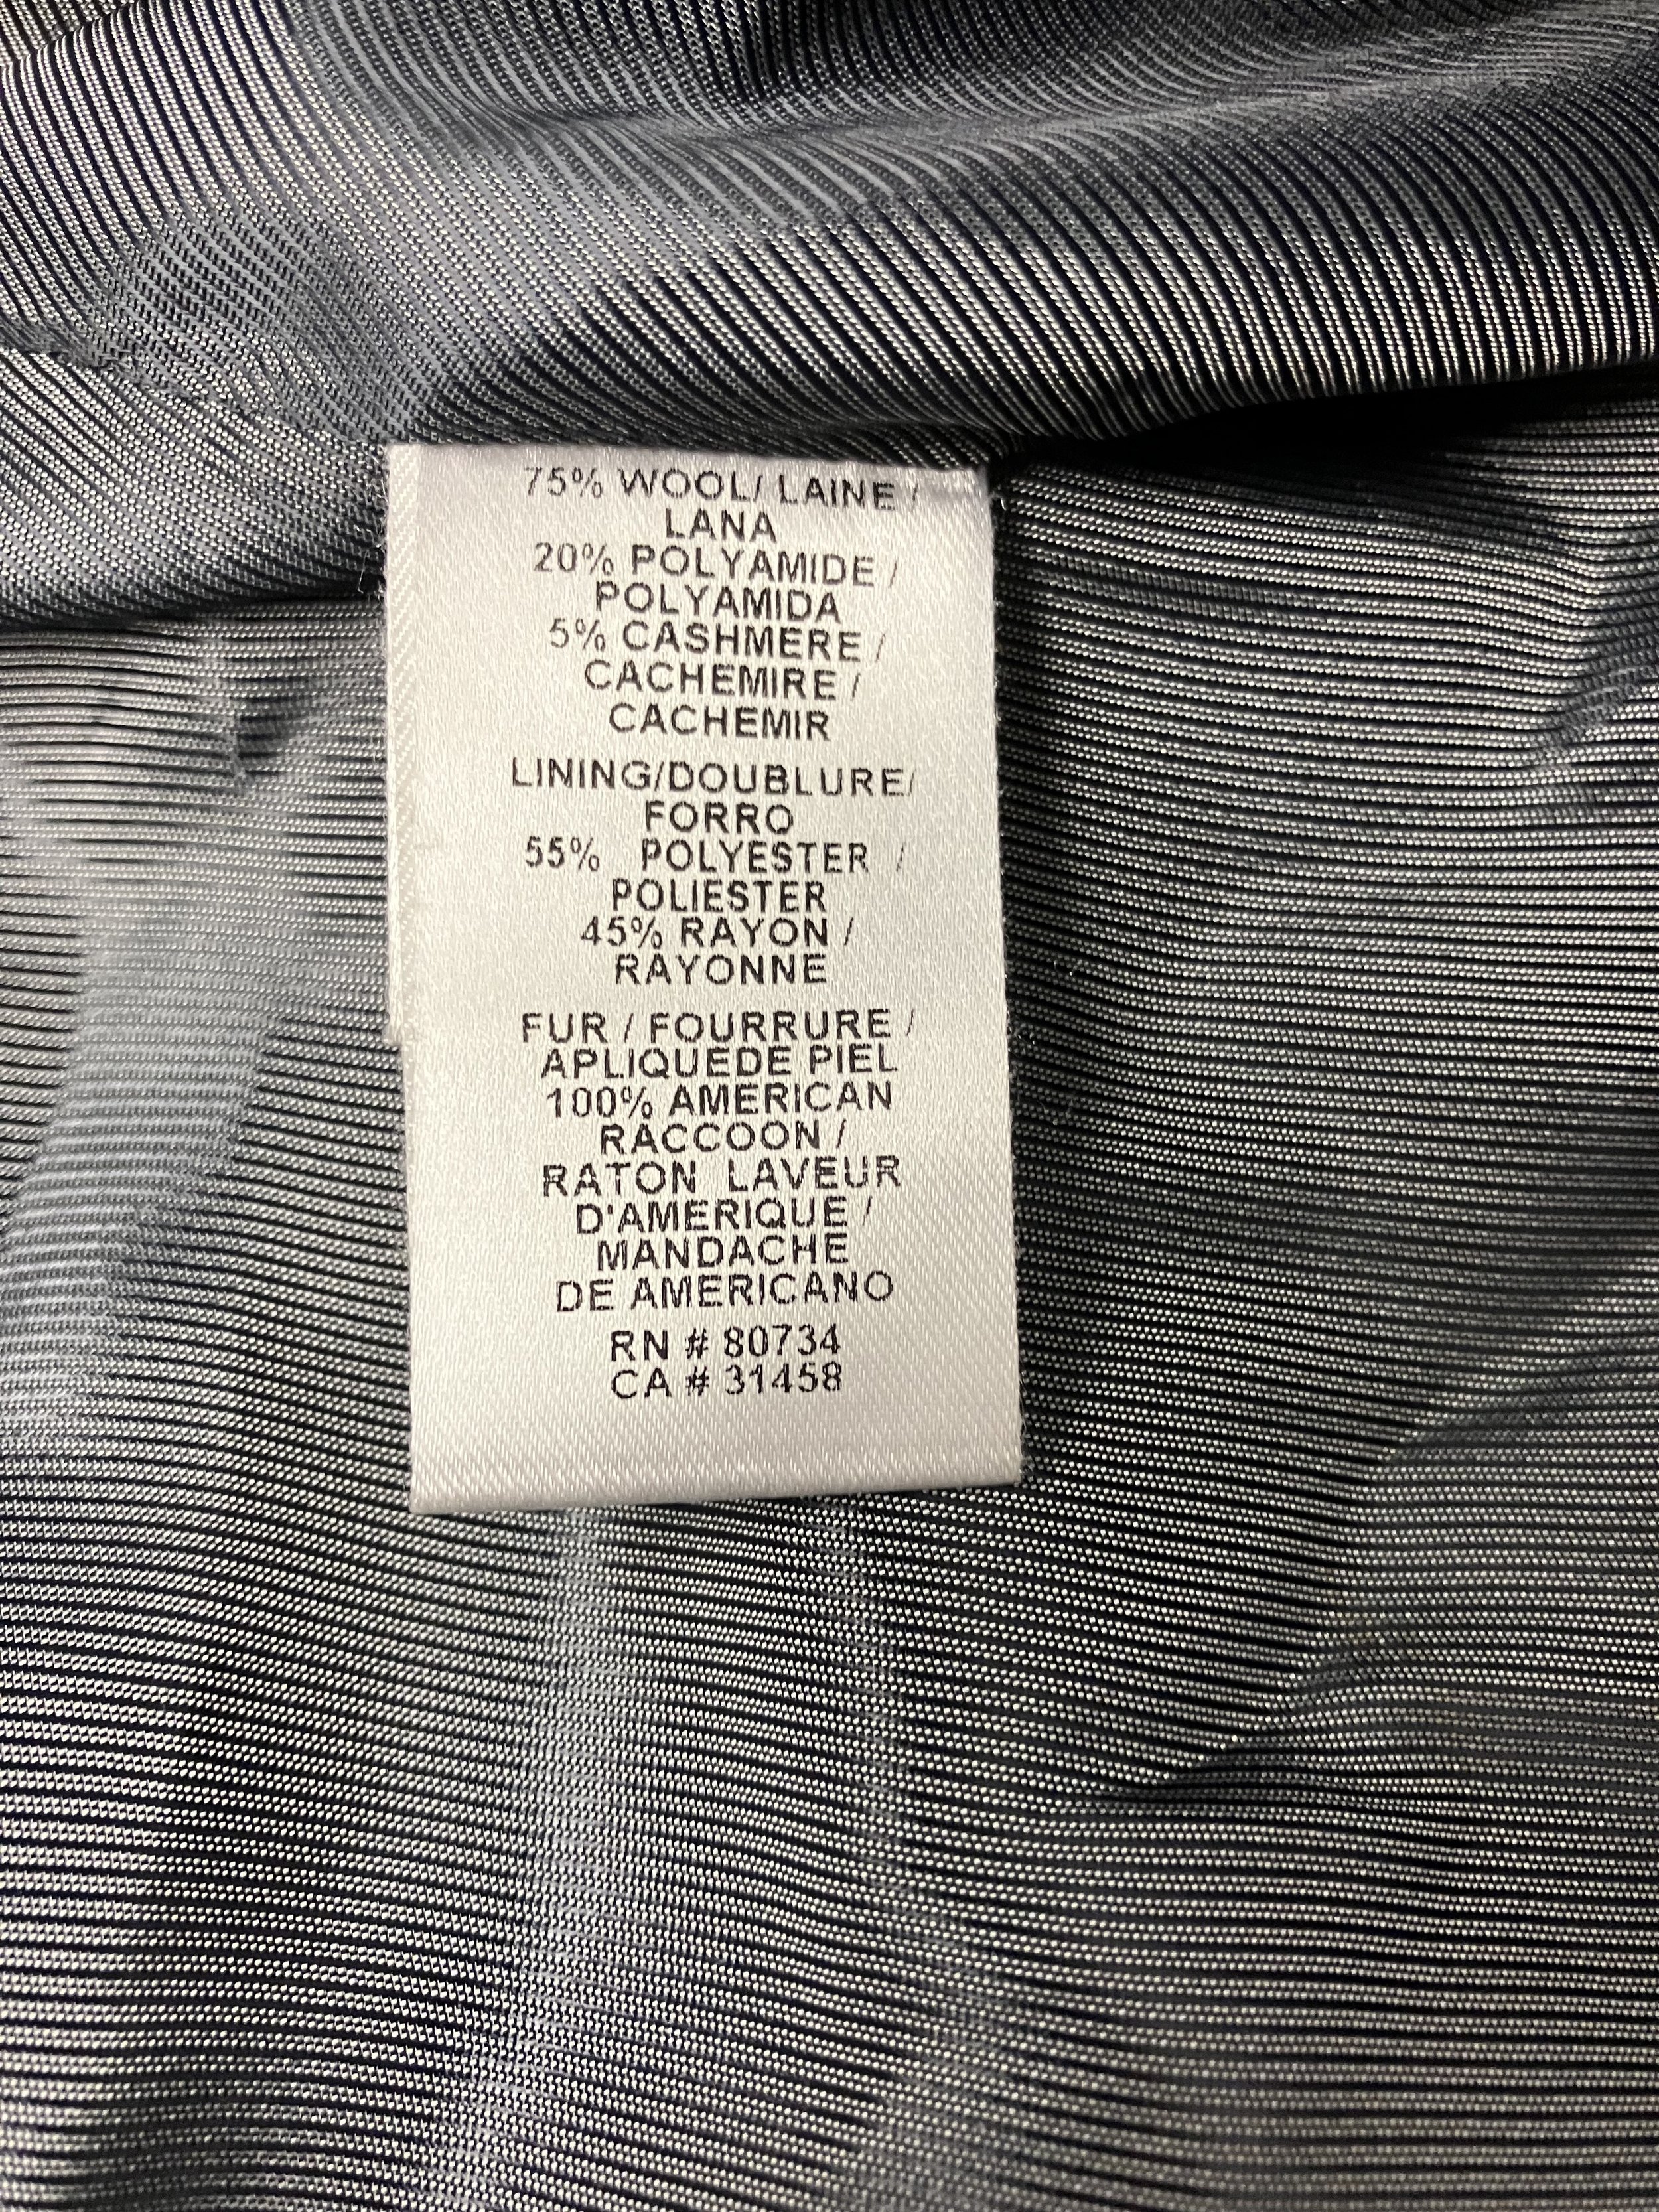 75% WOOL/ LAINE /
LANA
20% POLYAMIDE /
POLYAMIDA
5% CASHMERE /
CACHEMIRE /
CACHEMIR
LINING/DOUBLURE/
FORRO
55% POLYESTER /
POLIESTER
45% RAYON /
RAYONNE
FUR / FOURRURE /
APLIQUEDE PIEL
100% AMERICAN
RACCOON /
RATON LAVEUR
D'AMERIQUE /
MANDACHE
DE AMERICANO
RN # 80734
CA # 31458